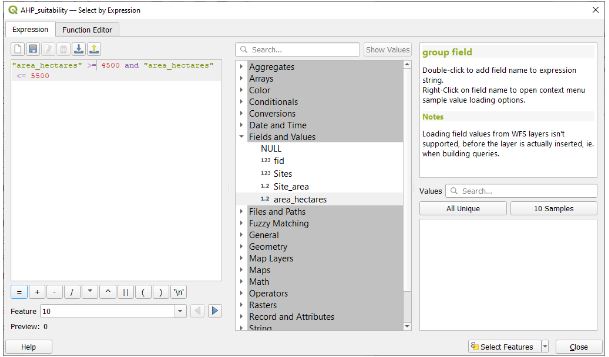 AHP_suitability — Select by Expression
Expression
Function Editor
"area_hectares" >= 4500 and "area_hectares"
<= 5500
= + - / * ^ || ( ) '\n'
Feature 10
Preview: 0
Search...
Show Values
Aggregates
Arrays
Color
Conditionals
Conversions
Date and Time
Fields and Values
NULL
123 fid
123 Sites
1.2 Site_area
1.2 area_hectares
Files and Paths
Fuzzy Matching
General
Geometry
Map Layers
Maps
Math
Operators
Rasters
Record and Attributes
String
group field
Double-click to add field name to expression
string.
Right-Click on field name to open context menu
sample value loading options.
Notes
Loading field values from WFS layers isn't
supported, before the layer is actually inserted, ie.
when building queries.
Values Search...
All Unique
10 Samples
Help
Select Features
Close